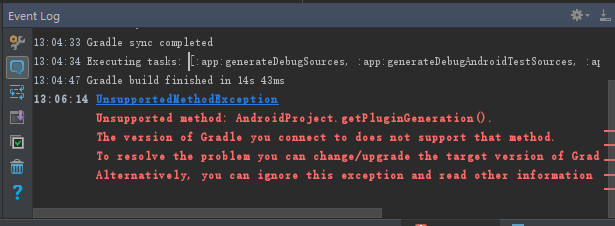 Event Log
13:04:33 Gradle sync completed
13:04:34 Executing tasks: [:app:generateDebugSources, :app:generateDebugAndroidTestSources, :ap
13:04:47 Gradle build finished in 14s 43ms
13:06:14 UnsupportedMethodException
Unsupported method: AndroidProject.getPluginGeneration().
The version of Gradle you connect to does not support that method.
To resolve the problem you can change/upgrade the target version of Grad
Alternatively, you can ignore this exception and read other information